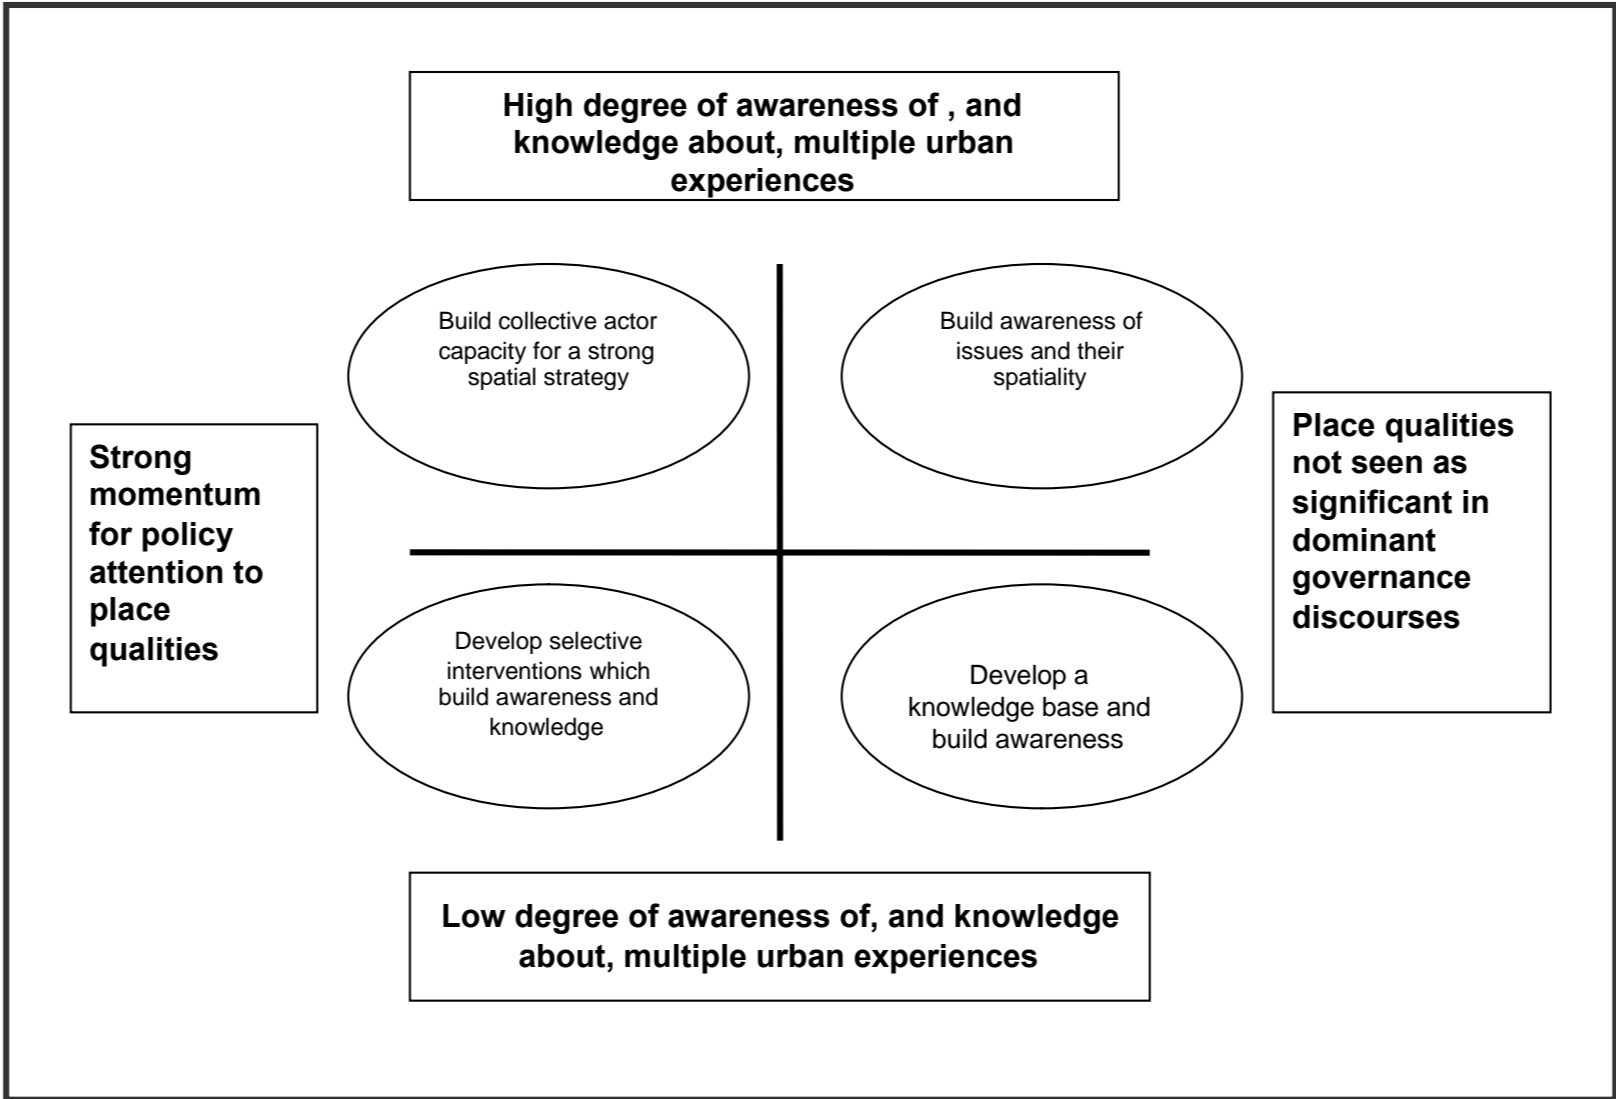 High degree of awareness of , and
knowledge about, multiple urban
experiences
Build collective actor
capacity for a strong
spatial strategy
Build awareness of
issues and their
spatiality
Strong
momentum
for policy
attention to
place
qualities
Place qualities
not seen as
significant in
dominant
governance
discourses
Develop selective
interventions which
build awareness and
knowledge
Develop a
knowledge base and
build awareness
Low degree of awareness of, and knowledge
about, multiple urban experiences